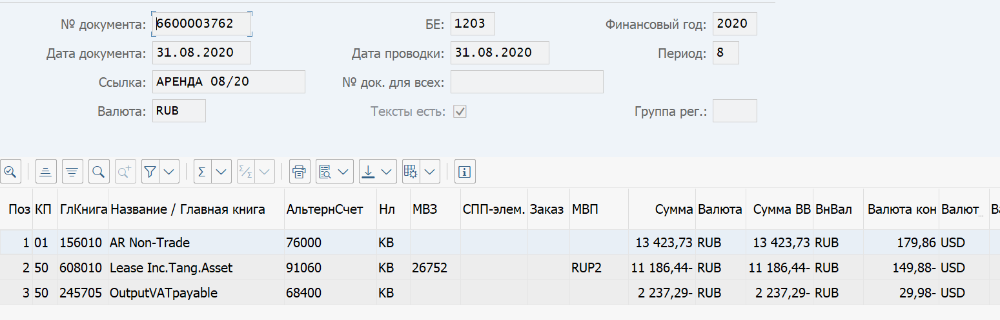 № документа: 6600003762 БЕ: 1203 Финансовый год: 2020
Дата документа: 31.08.2020 Дата проводки: 31.08.2020 Период: 8
Ссылка: АРЕНДА 08/20 № док. для всех:
Валюта: RUB Тексты есть: Группа рег.:
Поз КП ГлКнига Название / Главная книга АльтернСчет Нл МВЗ СПП-элем. Заказ МВП Сумма Валюта Сумма ВВ ВнВал Валюта кон Валют...
1 01 156010 AR Non-Trade 76000 KB 13 423,73 RUB 13 423,73 RUB 179,86 USD
2 50 608010 Lease Inc.Tang.Asset 91060 KB 26752 RUP2 11 186,44- RUB 11 186,44- RUB 149,88- USD
3 50 245705 OutputVATpayable 68400 KB 2 237,29- RUB 2 237,29- RUB 29,98- USD